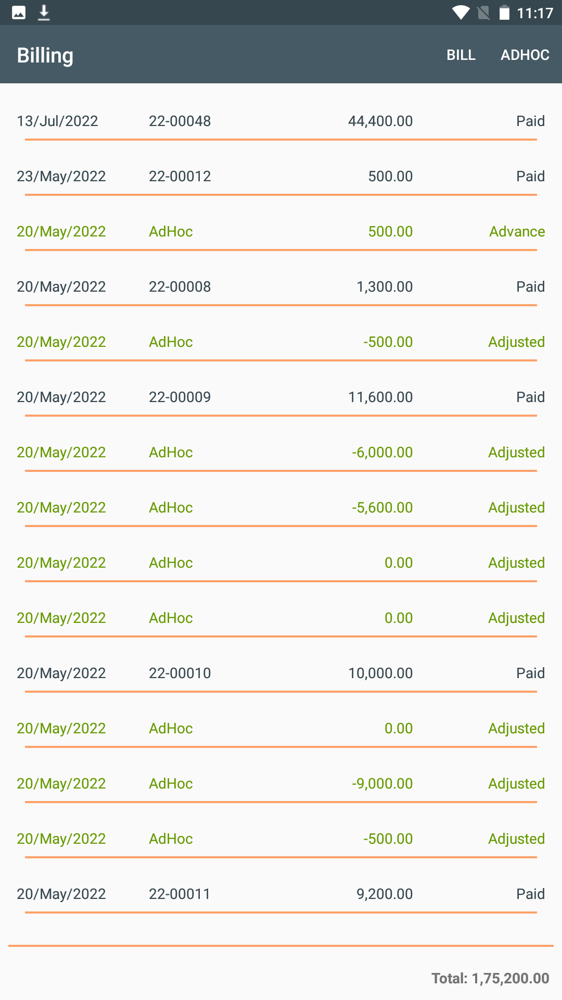 11:17
Billing BILL ADHOC
13/Jul/2022 22-00048 44,400.00 Paid
23/May/2022 22-00012 500.00 Paid
20/May/2022 AdHoc 500.00 Advance
20/May/2022 22-00008 1,300.00 Paid
20/May/2022 AdHoc -500.00 Adjusted
20/May/2022 22-00009 11,600.00 Paid
20/May/2022 AdHoc -6,000.00 Adjusted
20/May/2022 AdHoc -5,600.00 Adjusted
20/May/2022 AdHoc 0.00 Adjusted
20/May/2022 AdHoc 0.00 Adjusted
20/May/2022 22-00010 10,000.00 Paid
20/May/2022 AdHoc 0.00 Adjusted
20/May/2022 AdHoc -9,000.00 Adjusted
20/May/2022 AdHoc -500.00 Adjusted
20/May/2022 22-00011 9,200.00 Paid
Total: 1,75,200.00